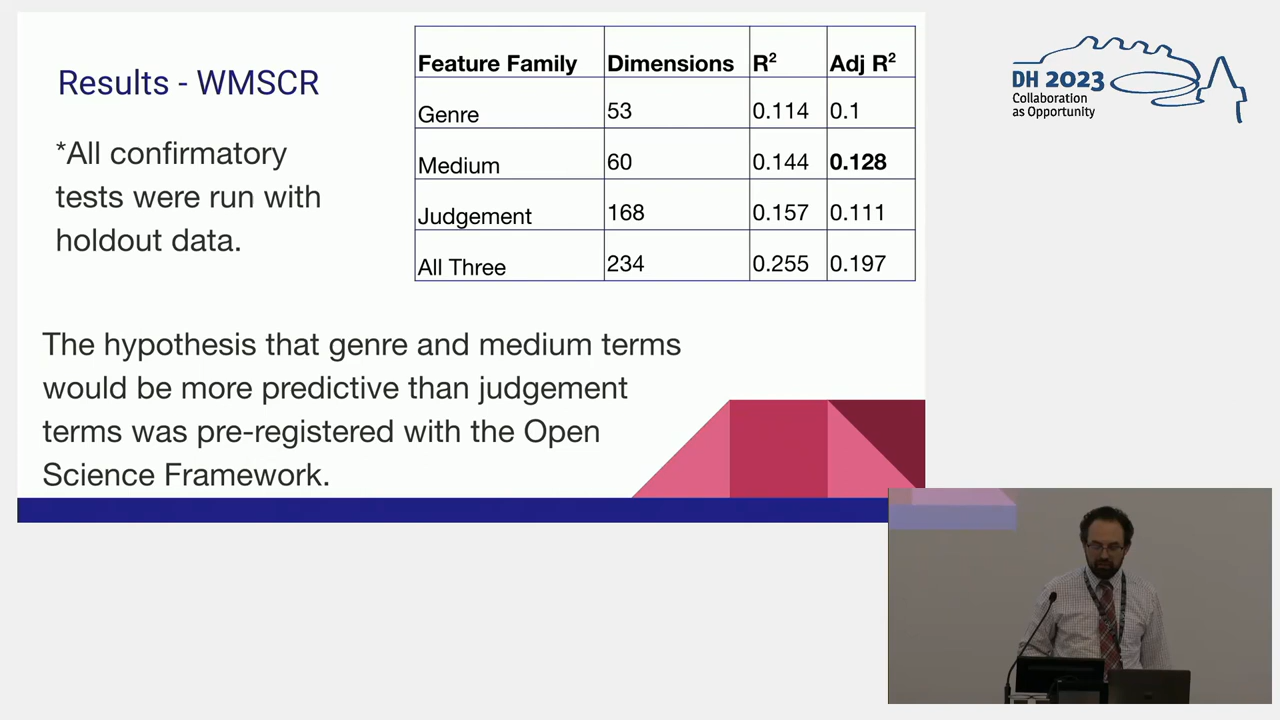 Results - WMSCR
*All confirmatory
tests were run with
holdout data.
Feature Family Dimensions R² Adj R²
Genre 53 0.114 0.1
Medium 60 0.144 0.128
Judgement 168 0.157 0.111
All Three 234 0.255 0.197
The hypothesis that genre and medium terms
would be more predictive than judgement
terms was pre-registered with the Open
Science Framework.
DH 2023
Collaboration
as Opportunity